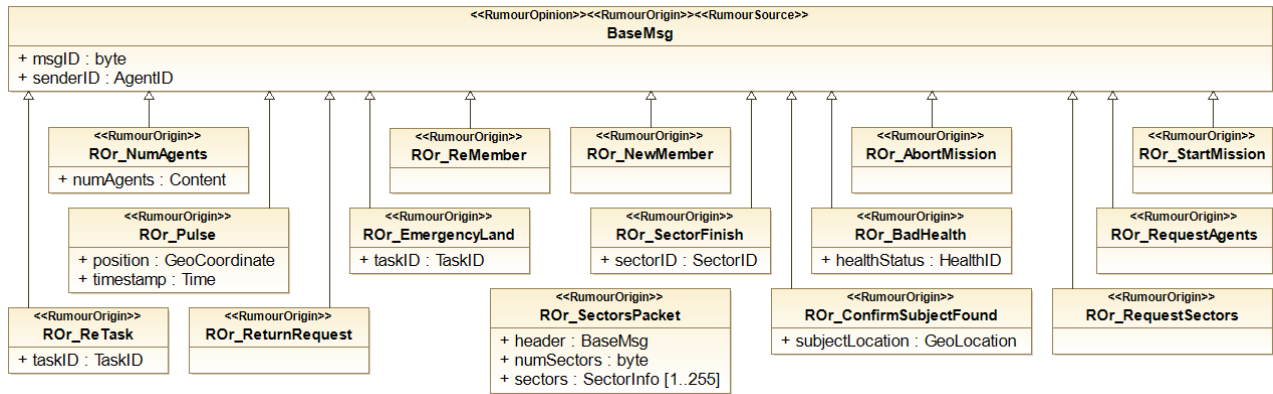 <<RumourOpinion>><<RumourOrigin>><<RumourSource>>
BaseMsg
+ msgID : byte
+ senderID : AgentID
<<RumourOrigin>>
ROr_NumAgents
+ numAgents : Content
<<RumourOrigin>>
ROr_ReMember
<<RumourOrigin>>
ROr_NewMember
<<RumourOrigin>>
ROr_AbortMission
<<RumourOrigin>>
ROr_StartMission
<<RumourOrigin>>
ROr_Pulse
+ position : GeoCoordinate
+ timestamp : Time
<<RumourOrigin>>
ROr_EmergencyLand
+ taskID : TaskID
<<RumourOrigin>>
ROr_SectorFinish
+ sectorID : SectorID
<<RumourOrigin>>
ROr_BadHealth
+ healthStatus : HealthID
<<RumourOrigin>>
ROr_RequestAgents
<<RumourOrigin>>
ROr_ReTask
+ taskID : TaskID
<<RumourOrigin>>
ROr_ReturnRequest
<<RumourOrigin>>
ROr_SectorsPacket
+ header : BaseMsg
+ numSectors : byte
+ sectors : SectorInfo [1..255]
<<RumourOrigin>>
ROr_ConfirmSubjectFound
+ subjectLocation : GeoLocation
<<RumourOrigin>>
ROr_RequestSectors